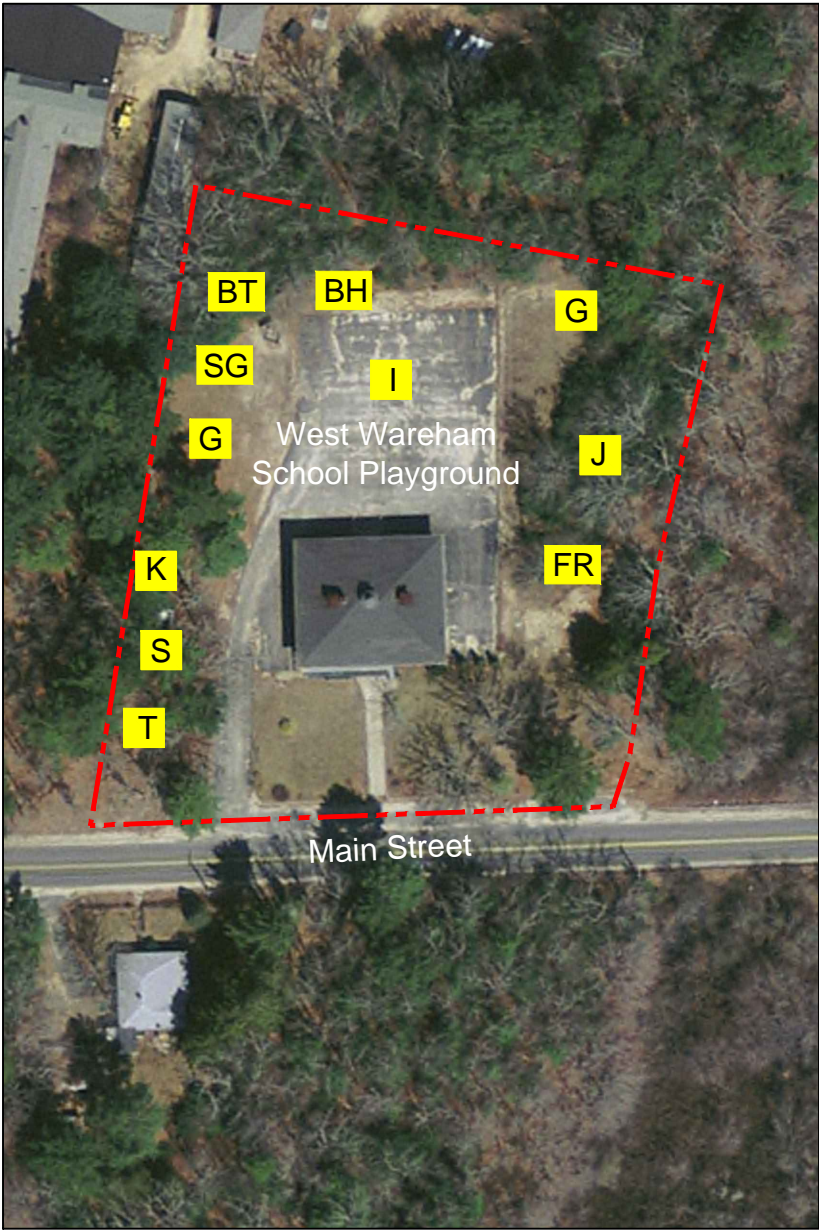 BT
BH
G
SG
I
G
West Wareham
School Playground
J
K
FR
S
T
Main Street